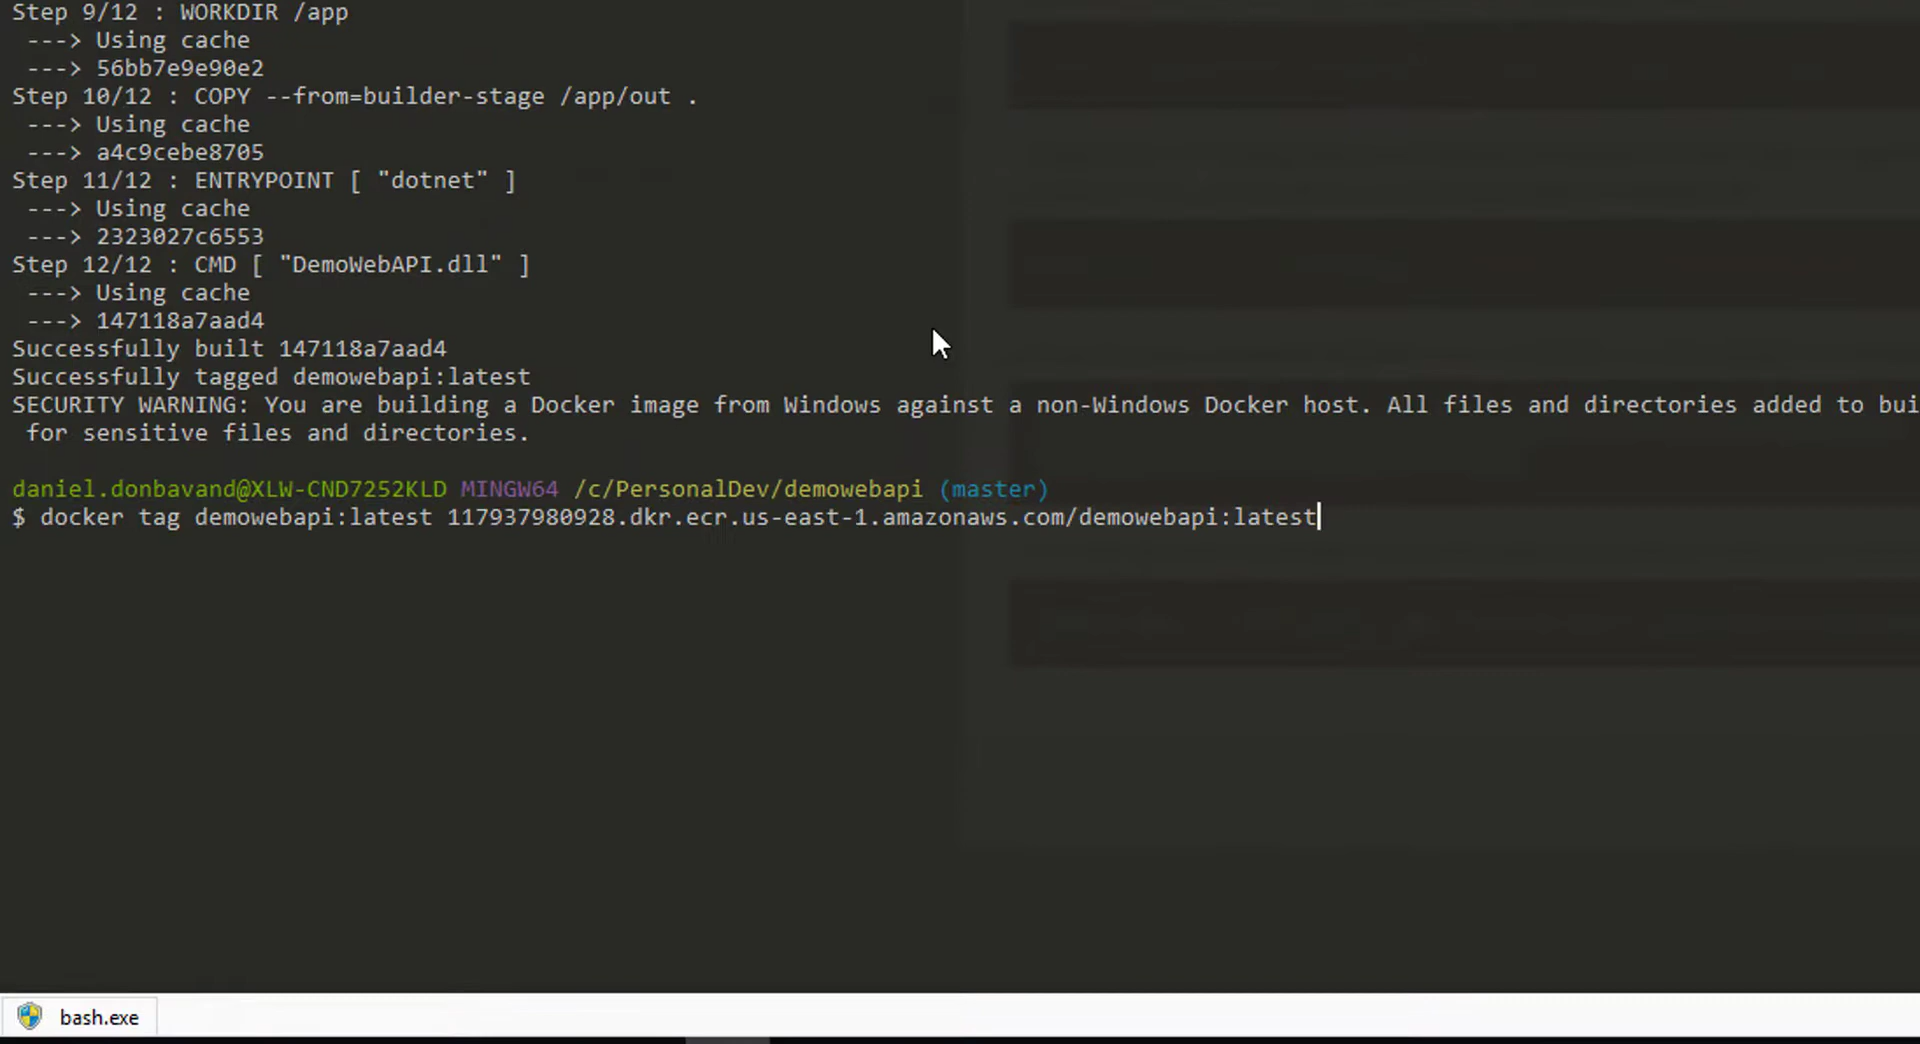 Step 9/12 : WORKDIR /app
---> Using cache
---> 56bb7e9e90e2
Step 10/12 : COPY --from=builder-stage /app/out .
---> Using cache
---> a4c9cebe8705
Step 11/12 : ENTRYPOINT [ "dotnet" ]
---> Using cache
---> 2323027c6553
Step 12/12 : CMD [ "DemoWebAPI.dll" ]
---> Using cache
---> 147118a7aad4
Successfully built 147118a7aad4
Successfully tagged demowebapi:latest
SECURITY WARNING: You are building a Docker image from Windows against a non-Windows Docker host. All files and directories added to bui
for sensitive files and directories.
daniel.donbavand@XLW-CND7252KLD MINGW64 /c/PersonalDev/demowebapi (master)
$ docker tag demowebapi:latest 117937980928.dkr.ecr.us-east-1.amazonaws.com/demowebapi:latest
bash.exe